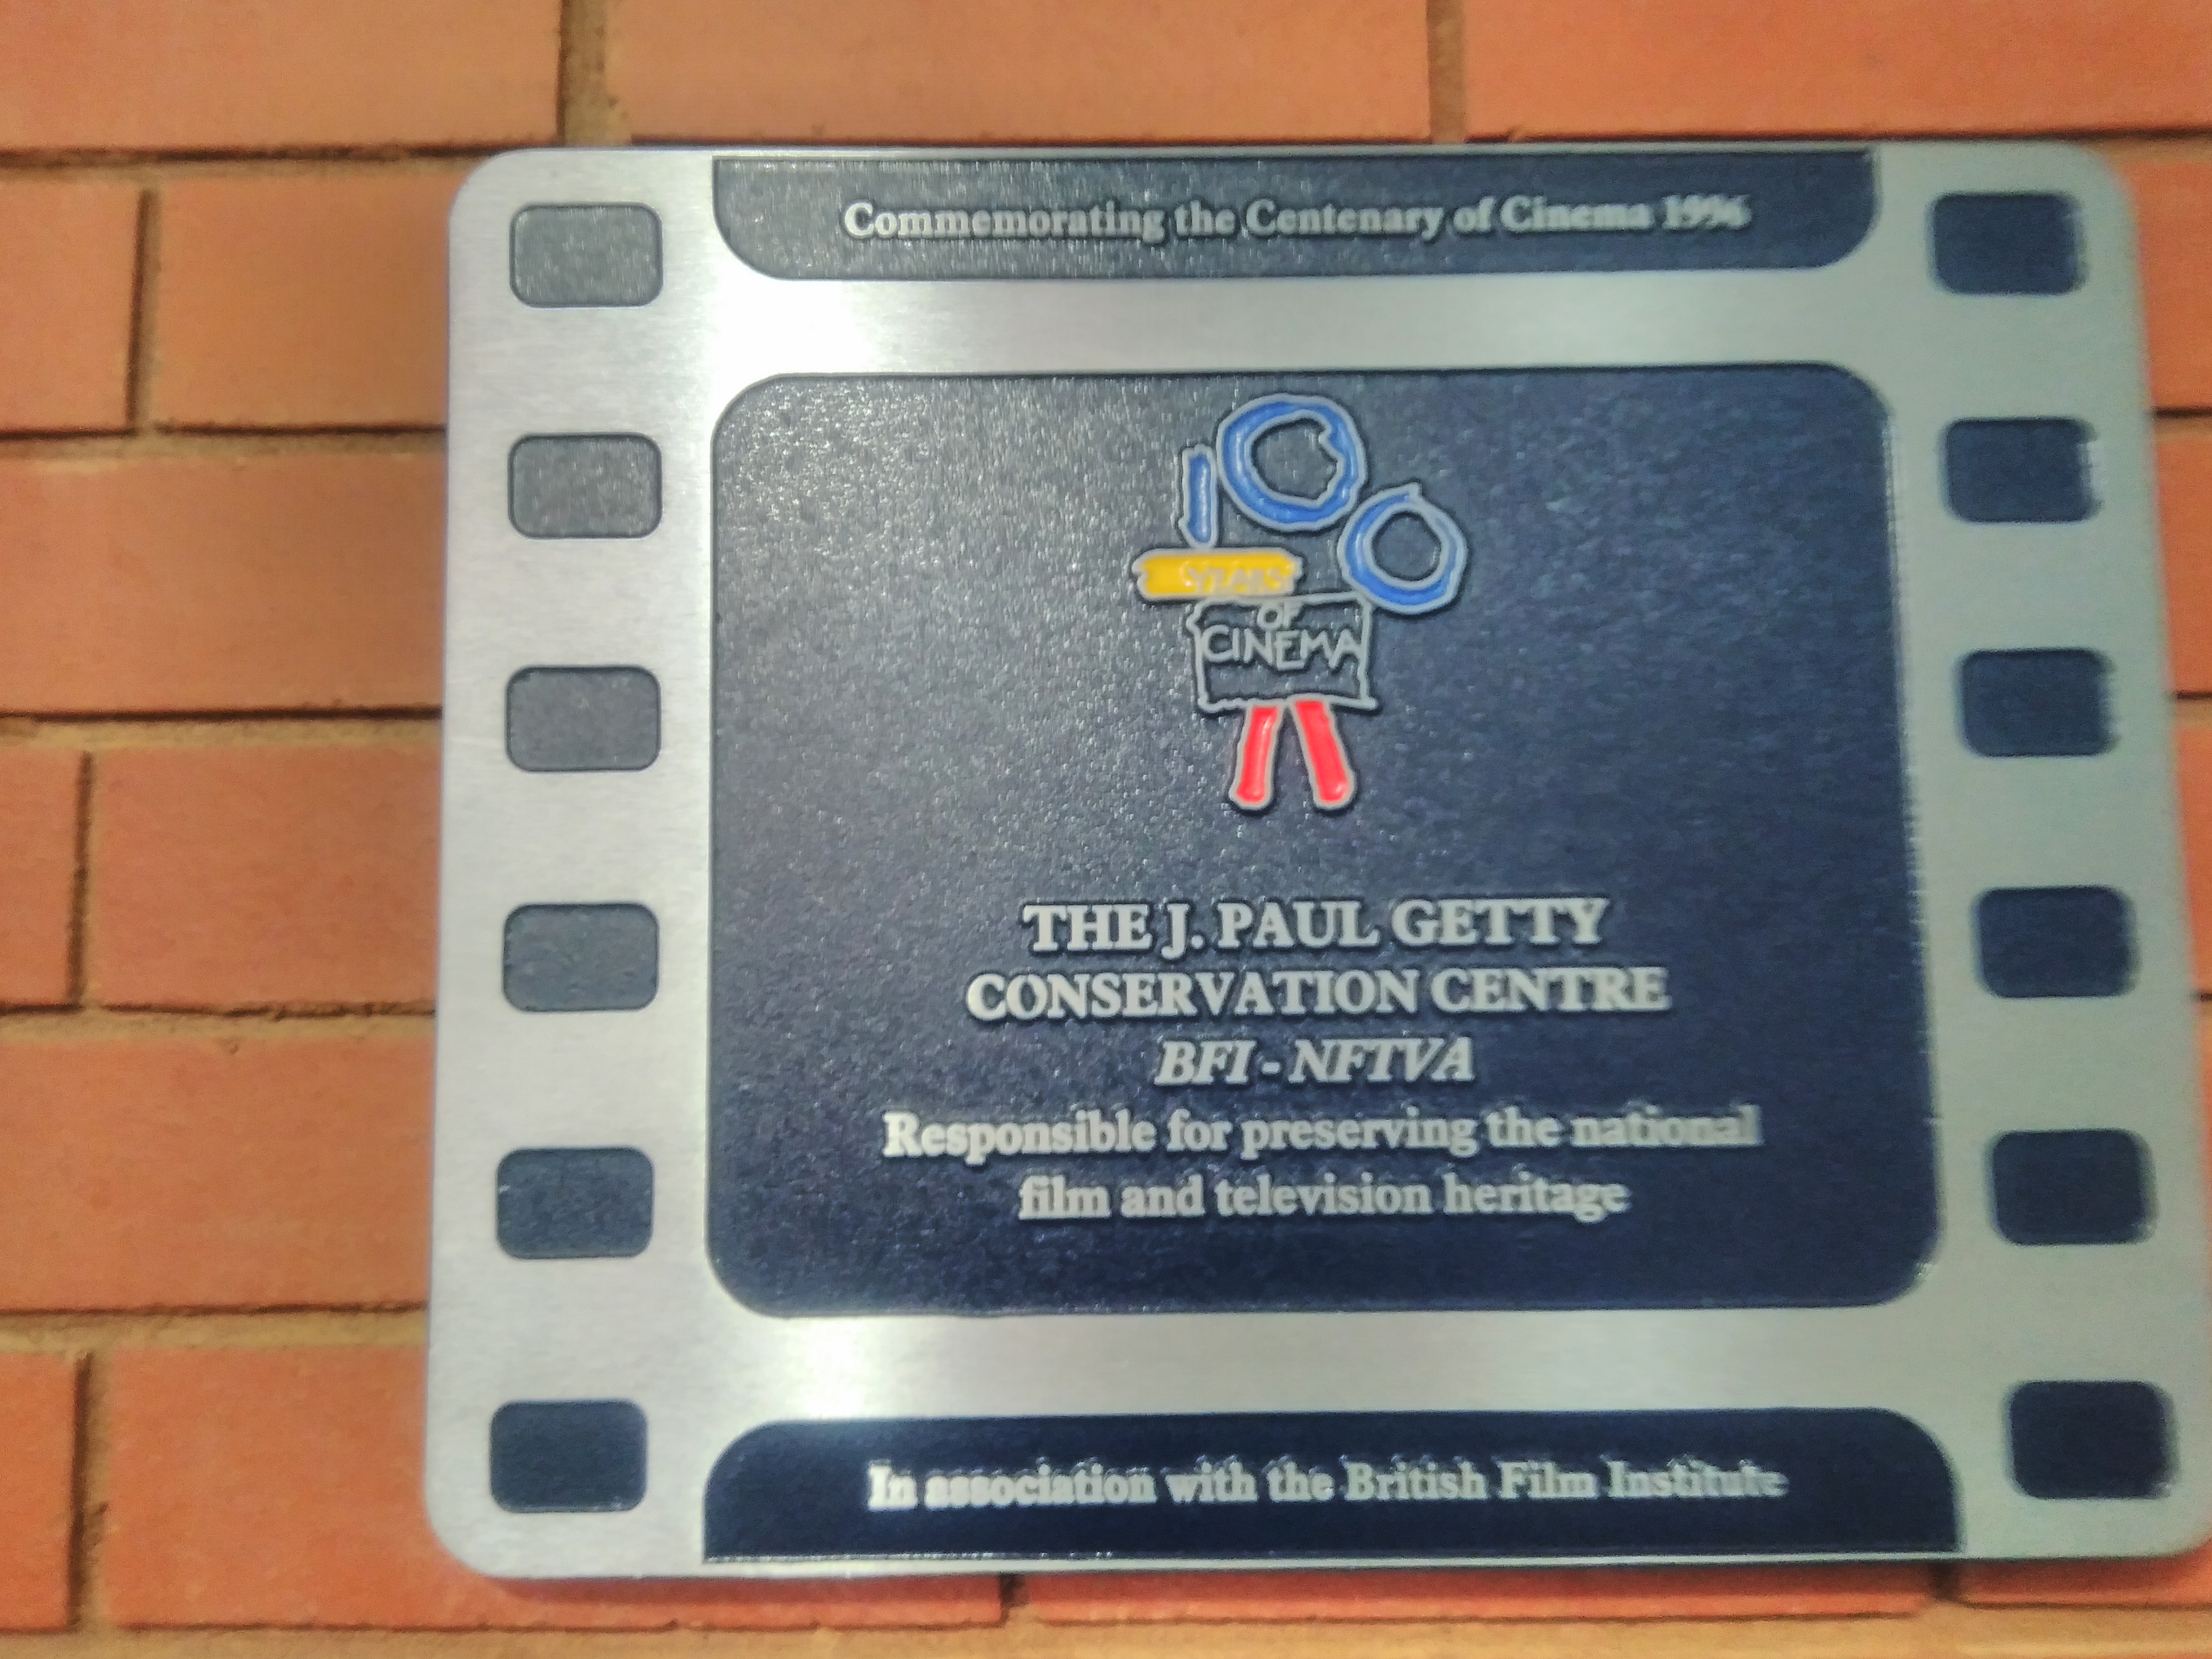 Commemorating the Centenary of Cinema 1996
100
YEARS
OF
CINEMA
THE J. PAUL GETTY
CONSERVATION CENTRE
BFI - NFTVA
Responsible for preserving the national
film and television heritage
In association with the British Film Institute